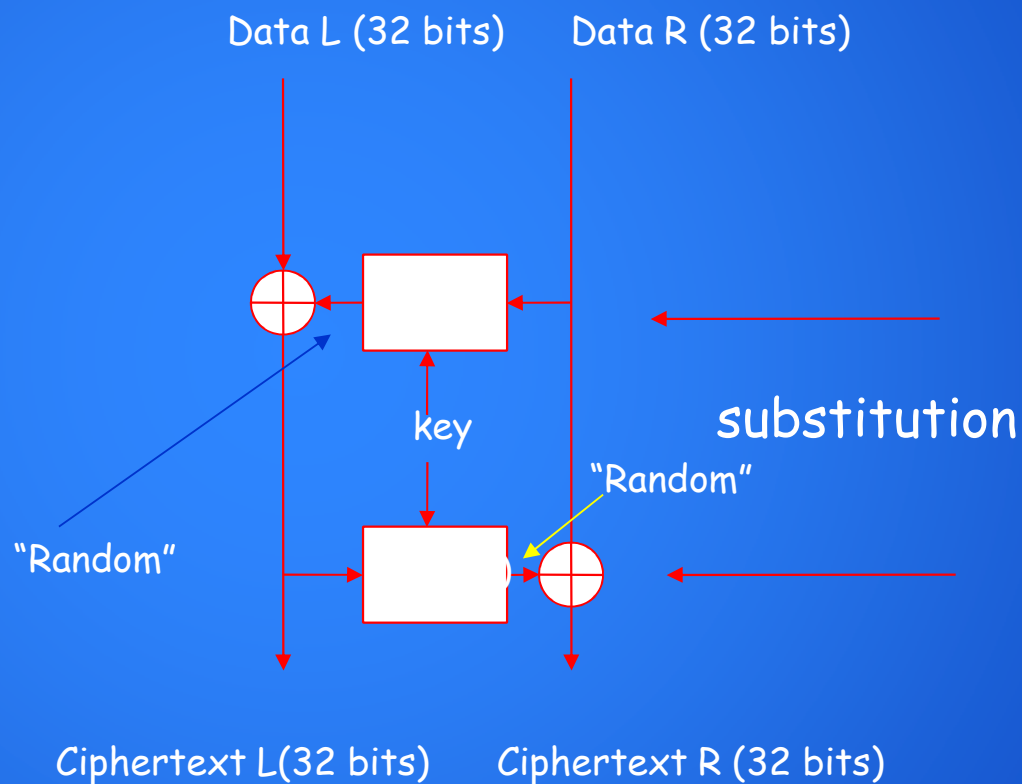 Data L (32 bits)
Data R (32 bits)
key
substitution
“Random”
“Random”
)
Ciphertext L(32 bits)
Ciphertext R (32 bits)